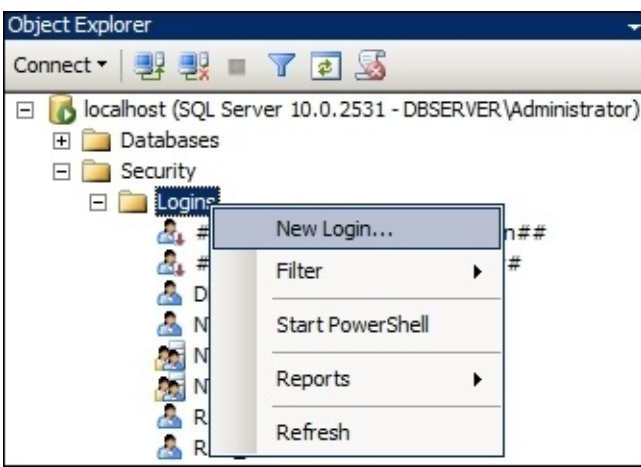 Object Explorer
Connect
localhost (SQL Server 10.0.2531 - DBSERVER\Administrator)
Databases
Security
Logins
# New Login... n##
# Filter #
D
N Start PowerShell
N
N Reports
R
R Refresh